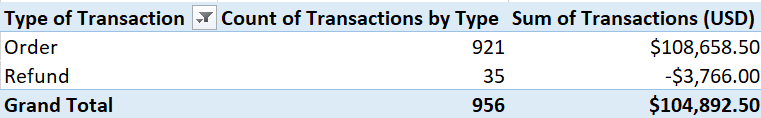 Type of Transaction Count of Transactions by Type Sum of Transactions (USD)
Order 921 $108,658.50
Refund 35 -$3,766.00
Grand Total 956 $104,892.50